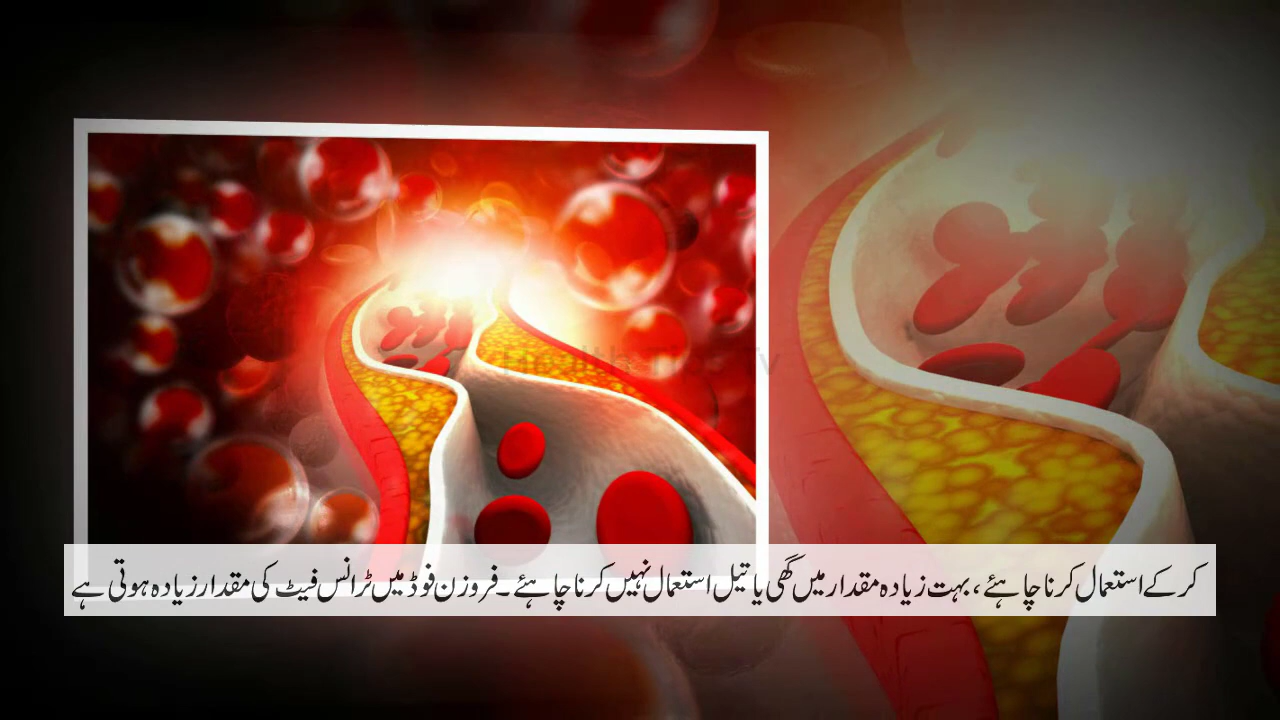 کر کے استعمال کرنا چاہئے، بہت زیادہ مقدار میں گھی یا تیل استعمال نہیں کرنا چاہئے۔ فروزن فوڈ میں ٹرانس فیٹ کی مقدار زیادہ ہوتی ہے